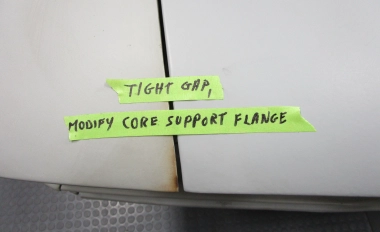 TIGHT GAP,
MODIFY CORE SUPPORT FLANGE